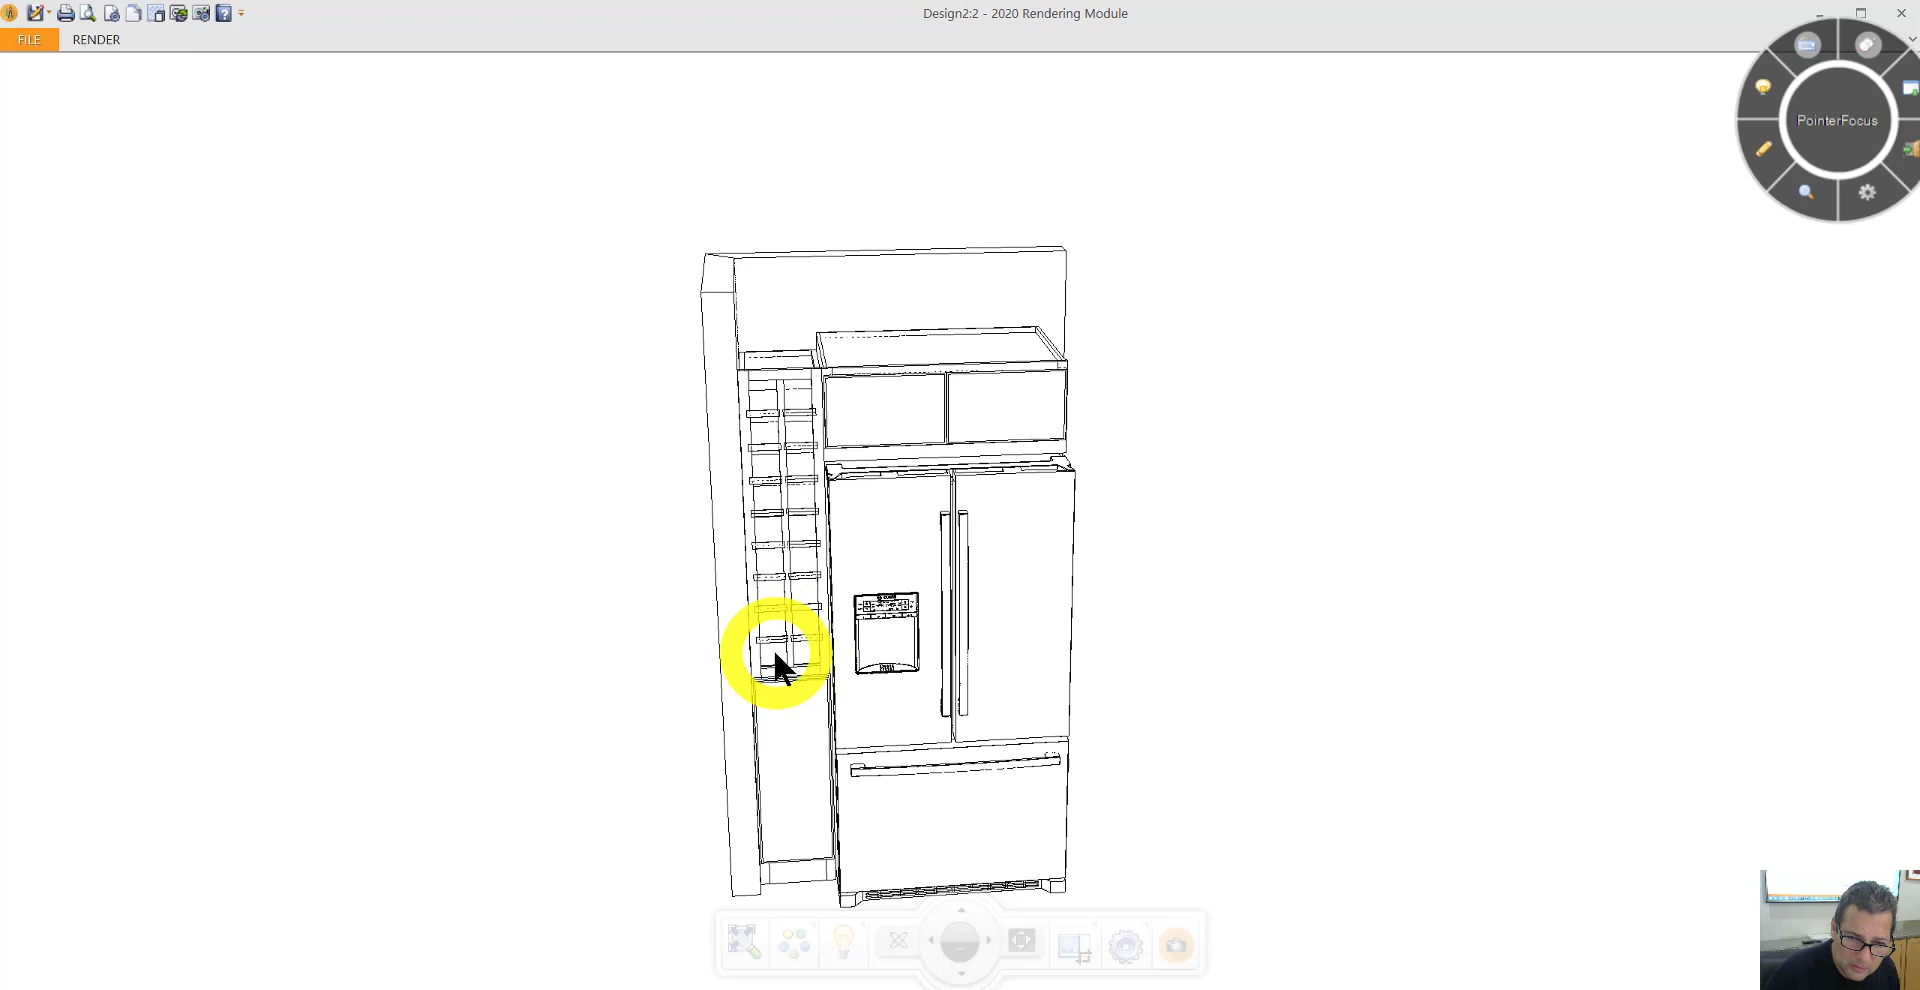 Design2:2 - 2020 Rendering Module
FILE
RENDER
PointerFocus